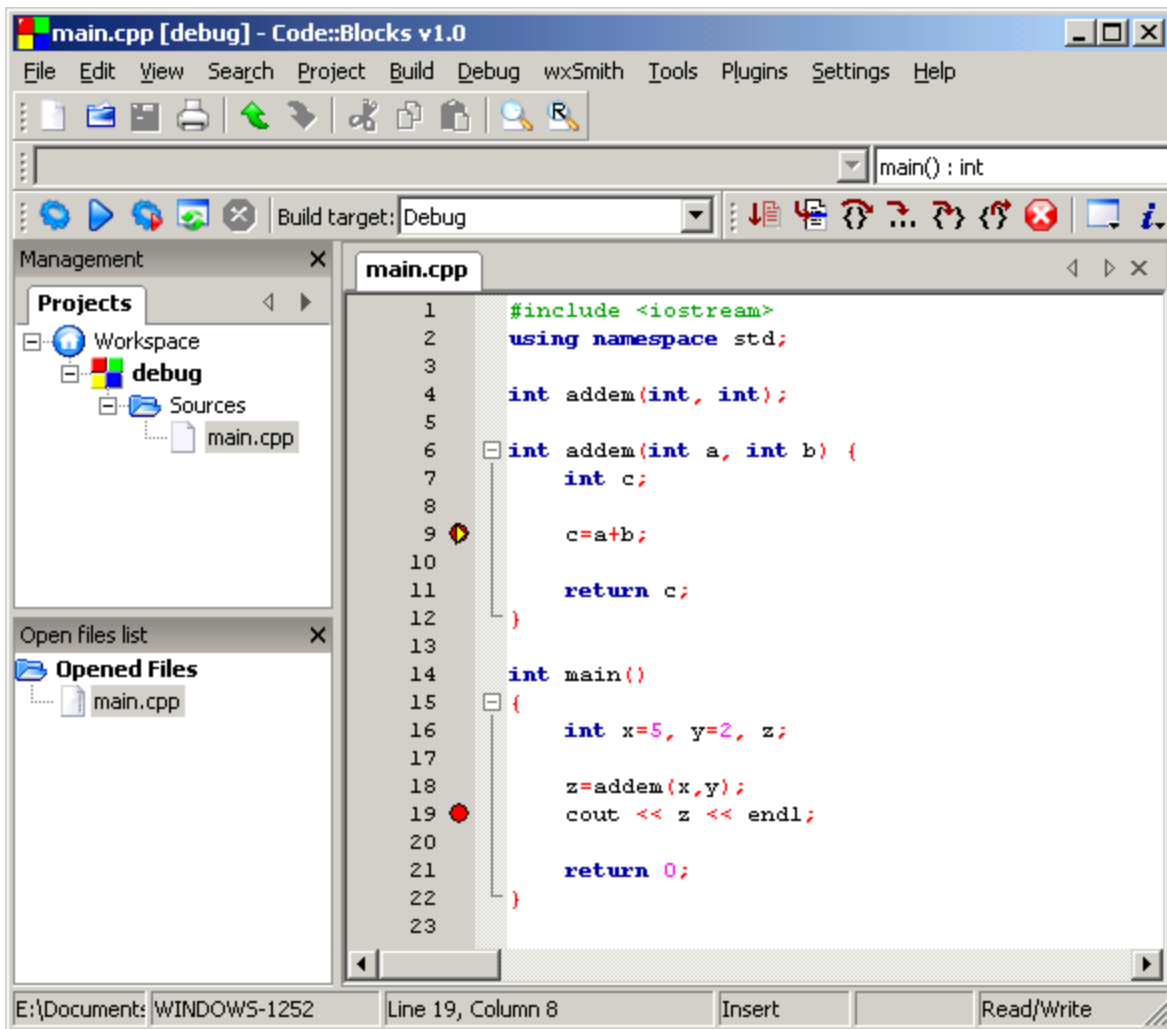 main.cpp [debug] - Code::Blocks v1.0
File Edit View Search Project Build Debug wxSmith Tools Plugins Settings Help
R
main() : int
Build target: Debug
i
Management
main.cpp
Projects
Workspace
debug
Sources
main.cpp
Open files list
Opened Files
main.cpp
1 #include <iostream>
2 using namespace std;
3
4 int addem(int, int);
5
6 int addem(int a, int b) {
7 int c;
8
9 c=a+b;
10
11 return c;
12 }
13
14 int main()
15 {
16 int x=5, y=2, z;
17
18 z=addem(x,y);
19 cout << z << endl;
20
21 return 0;
22 }
23
E:\Documents WINDOWS-1252 Line 19, Column 8 Insert Read/Write